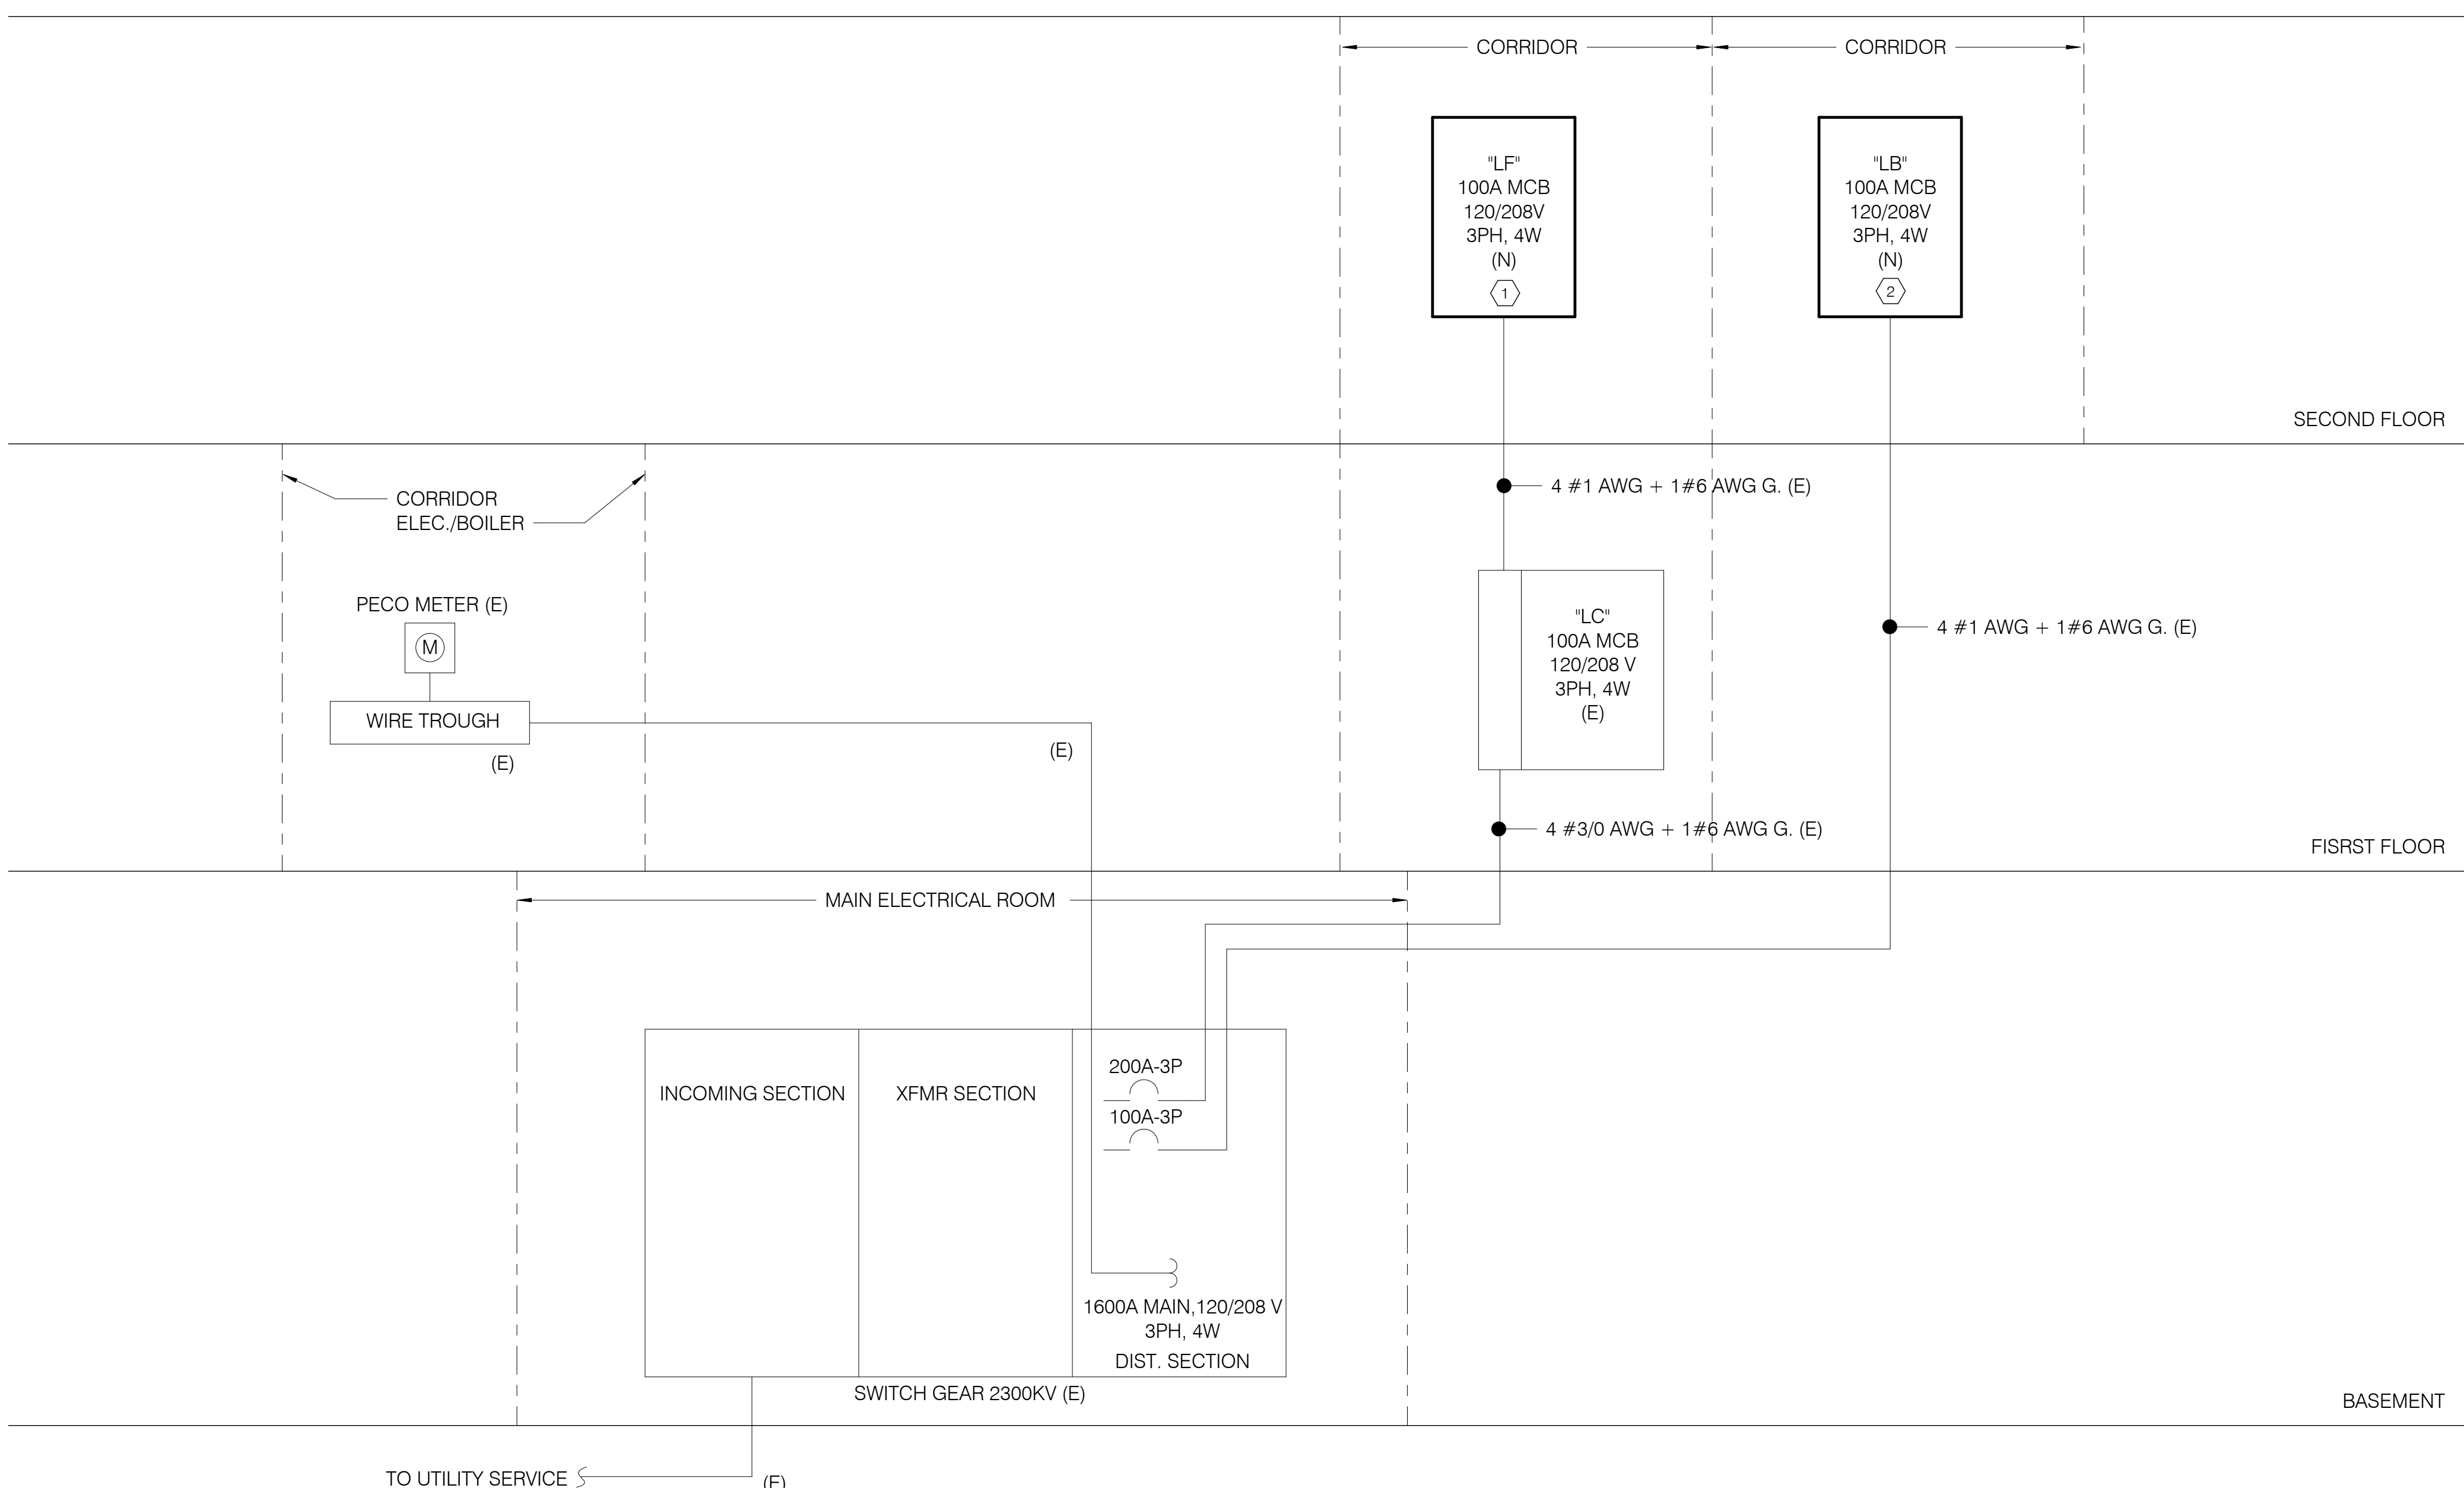 CORRIDOR
CORRIDOR
"LF"
100A MCB
120/208V
3PH, 4W
(N)
1
"LB"
100A MCB
120/208V
3PH, 4W
(N)
2
SECOND FLOOR
CORRIDOR
ELEC./BOILER
4 #1 AWG + 1#6 AWG G. (E)
PECO METER (E)
M
WIRE TROUGH
(E)
(E)
"LC"
100A MCB
120/208 V
3PH, 4W
(E)
4 #1 AWG + 1#6 AWG G. (E)
4 #3/0 AWG + 1#6 AWG G. (E)
FISRST FLOOR
MAIN ELECTRICAL ROOM
INCOMING SECTION
XFMR SECTION
200A-3P
100A-3P
1600A MAIN,120/208 V
3PH, 4W
DIST. SECTION
SWITCH GEAR 2300KV (E)
BASEMENT
TO UTILITY SERVICE
(E)